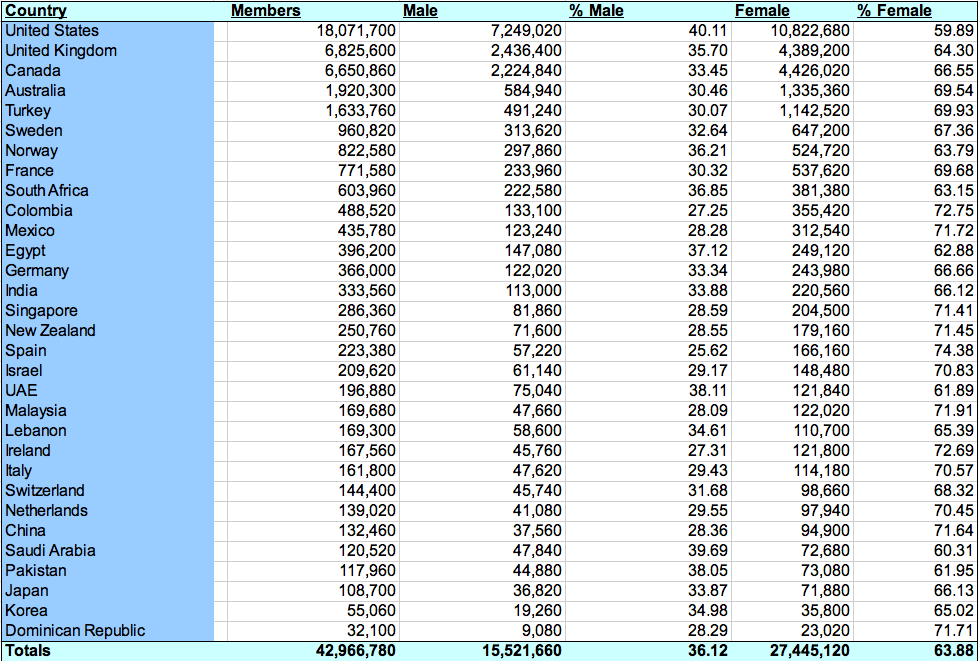 Country Members Male % Male Female % Female
United States 18,071,700 7,249,020 40.11 10,822,680 59.89
United Kingdom 6,825,600 2,436,400 35.70 4,389,200 64.30
Canada 6,650,860 2,224,840 33.45 4,426,020 66.55
Australia 1,920,300 584,940 30.46 1,335,360 69.54
Turkey 1,633,760 491,240 30.07 1,142,520 69.93
Sweden 960,820 313,620 32.64 647,200 67.36
Norway 822,580 297,860 36.21 524,720 63.79
France 771,580 233,960 30.32 537,620 69.68
South Africa 603,960 222,580 36.85 381,380 63.15
Colombia 488,520 133,100 27.25 355,420 72.75
Mexico 435,780 123,240 28.28 312,540 71.72
Egypt 396,200 147,080 37.12 249,120 62.88
Germany 366,000 122,020 33.34 243,980 66.66
India 333,560 113,000 33.88 220,560 66.12
Singapore 286,360 81,860 28.59 204,500 71.41
New Zealand 250,760 71,600 28.55 179,160 71.45
Spain 223,380 57,220 25.62 166,160 74.38
Israel 209,620 61,140 29.17 148,480 70.83
UAE 196,880 75,040 38.11 121,840 61.89
Malaysia 169,680 47,660 28.09 122,020 71.91
Lebanon 169,300 58,600 34.61 110,700 65.39
Ireland 167,560 45,760 27.31 121,800 72.69
Italy 161,800 47,620 29.43 114,180 70.57
Switzerland 144,400 45,740 31.68 98,660 68.32
Netherlands 139,020 41,080 29.55 97,940 70.45
China 132,460 37,560 28.36 94,900 71.64
Saudi Arabia 120,520 47,840 39.69 72,680 60.31
Pakistan 117,960 44,880 38.05 73,080 61.95
Japan 108,700 36,820 33.87 71,880 66.13
Korea 55,060 19,260 34.98 35,800 65.02
Dominican Republic 32,100 9,080 28.29 23,020 71.71
Totals 42,966,780 15,521,660 36.12 27,445,120 63.88